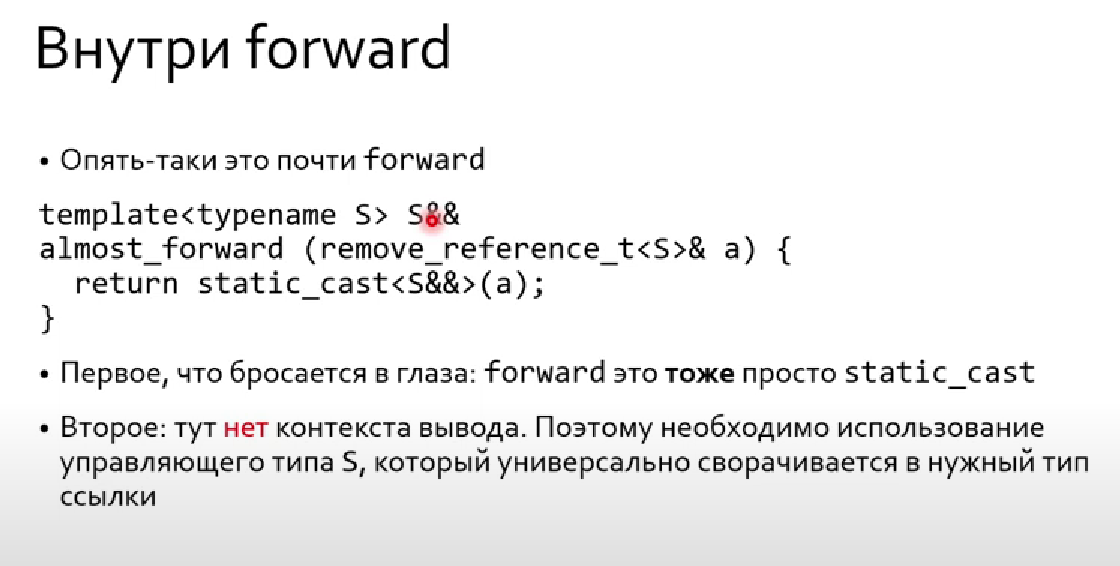 Внутри forward
• Опять-таки это почти forward
template<typename S> S&&
almost_forward (remove_reference_t<S>& a) {
  return static_cast<S&&>(a);
}
• Первое, что бросается в глаза: forward это тоже просто static_cast
• Второе: тут нет контекста вывода. Поэтому необходимо использование
управляющего типа S, который универсально сворачивается в нужный тип
ссылки